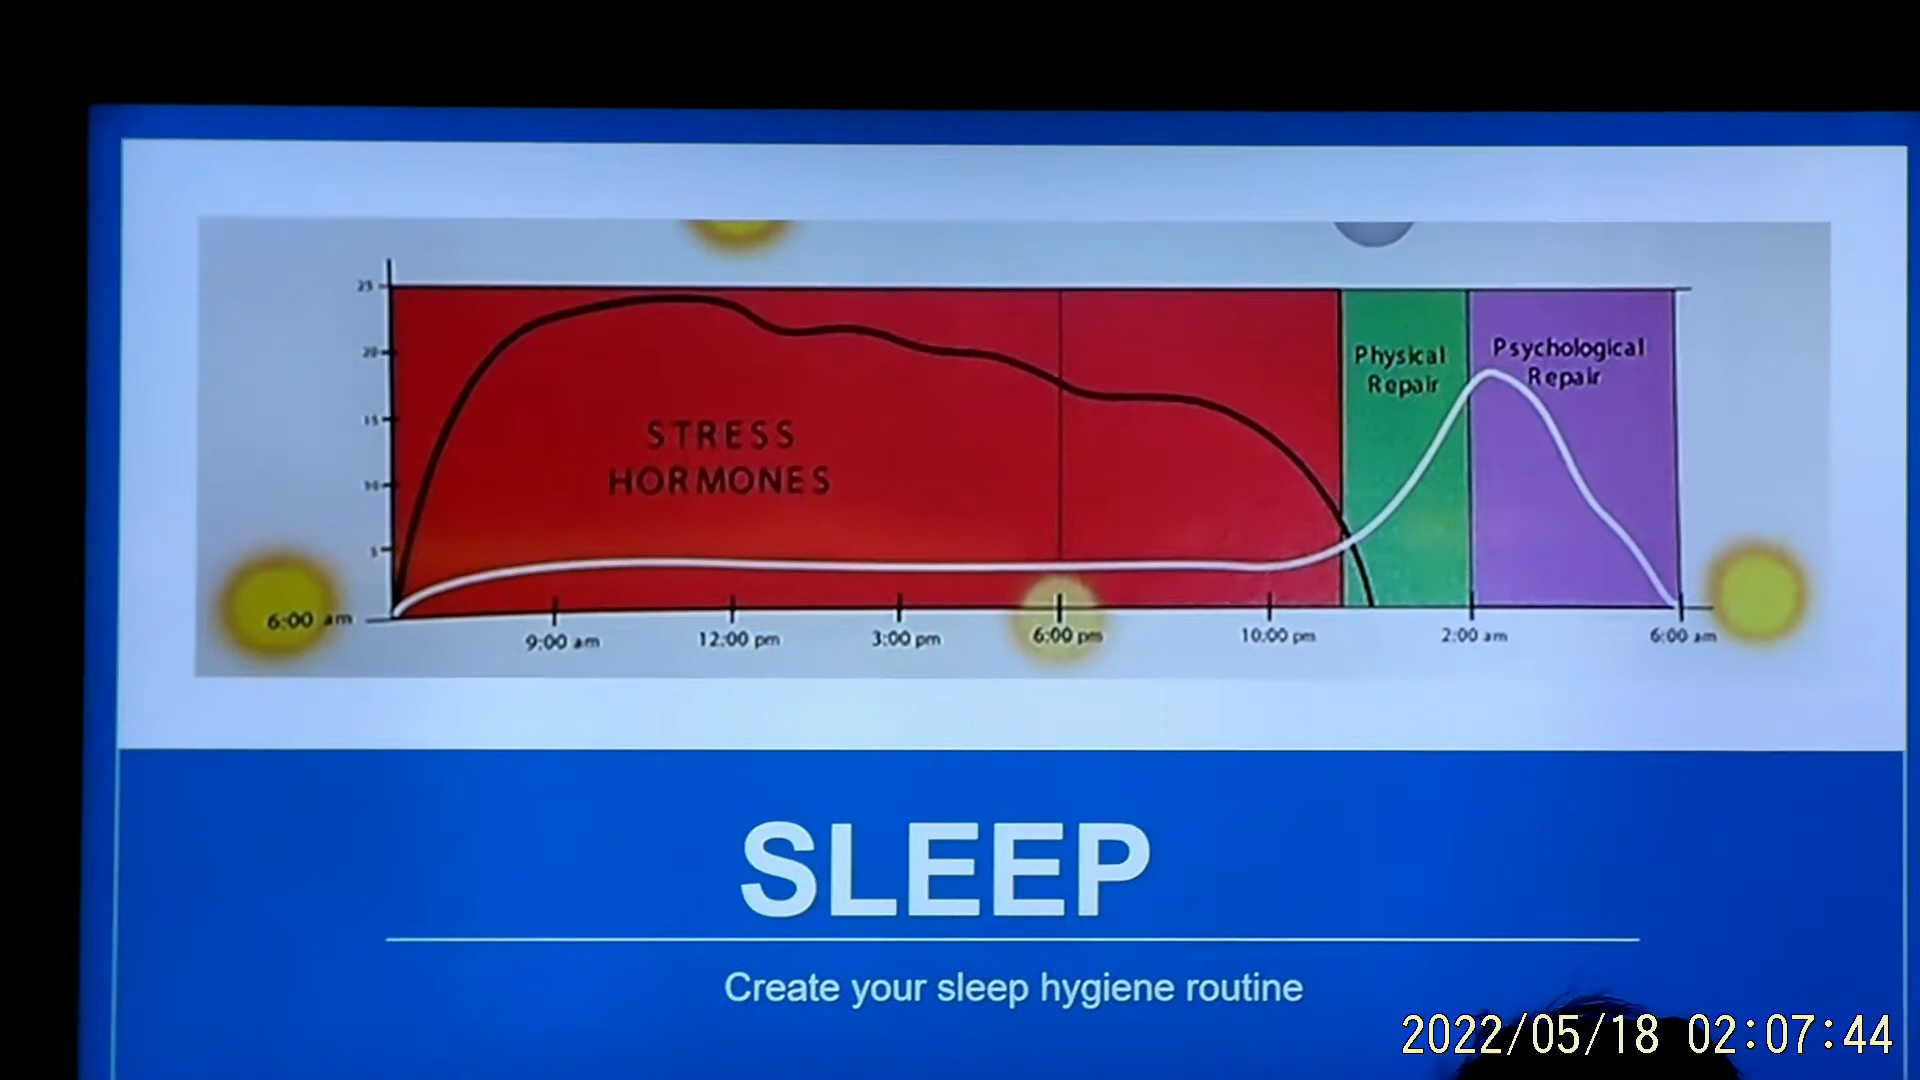 25
20
15
10
5
STRESS
HORMONES
Physical
Repair
Psychological
Repair
6:00 am
9:00 am
12:00 pm
3:00 pm
6:00 pm
10:00 pm
2:00 am
6:00 am
SLEEP
Create your sleep hygiene routine
2022/05/18 02:07:44